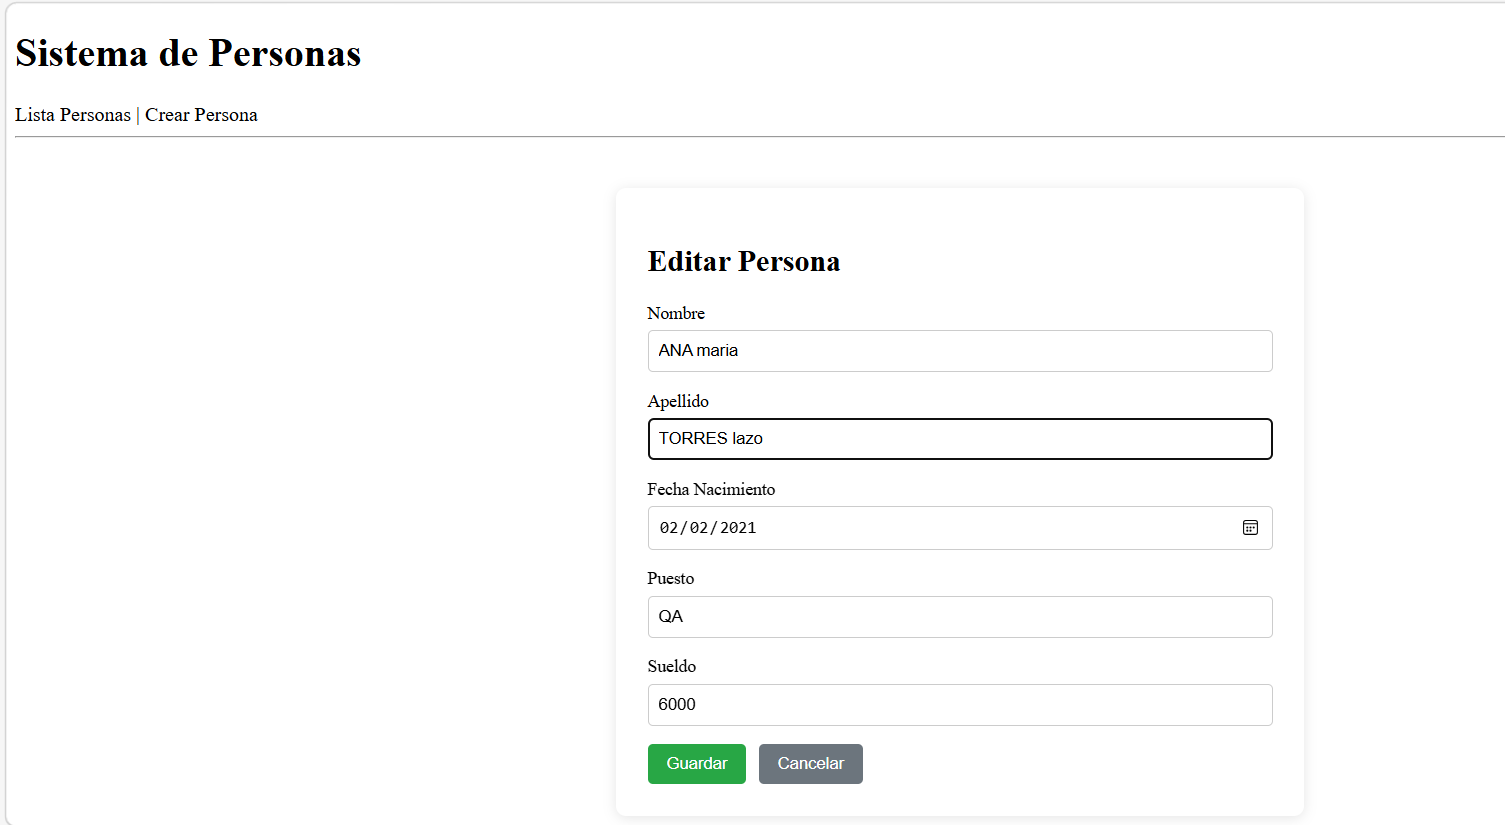 Sistema de Personas
Lista Personas | Crear Persona
Editar Persona
Nombre
ANA maria
Apellido
TORRES lazo
Fecha Nacimiento
02/02/2021
Puesto
QA
Sueldo
6000
Guardar Cancelar